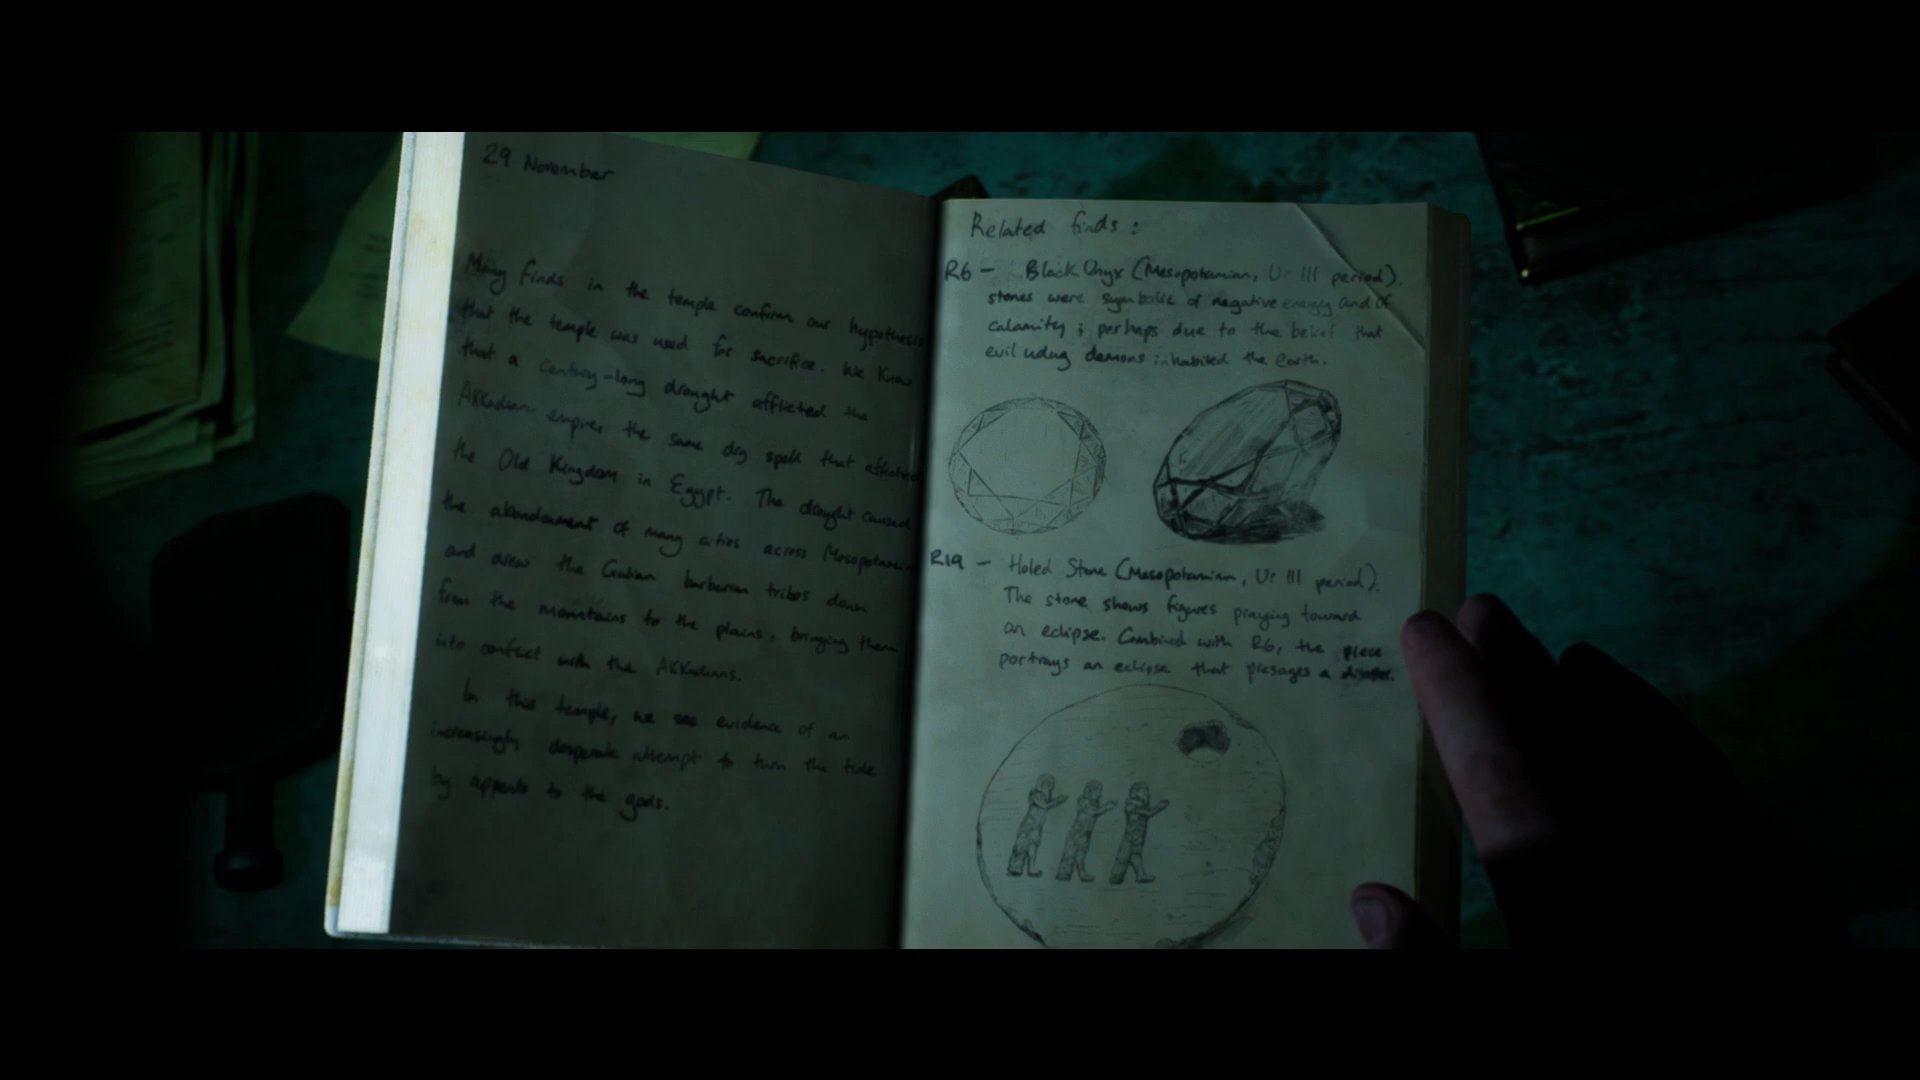 29 November
Many finds in the temple confirm our hypothesis
that the temple was used for sacrifice. We know
that a century-long drought afflicted the
Akkadian empire, the same dry spell that affected
the Old Kingdom in Egypt. The drought caused
the abandonment of many cities across Mesopotamia
and drew the Gutian barbarian tribes down
from the mountains to the plains, bringing them
into conflict with the Akkadians.
In this temple, we see evidence of an
increasingly desperate attempt to turn the tide
by appeals to the gods.
Related finds:
R6 - Black Onyx (Mesopotamian, Ur III period).
stones were symbolic of negative energy and of
calamity; perhaps due to the belief that
evil udug demons inhabited the earth.
R19 - Holed Stone (Mesopotamian, Ur III period).
The stone shows figures praying toward
an eclipse. Combined with R6, the piece
portrays an eclipse that presages a disaster.